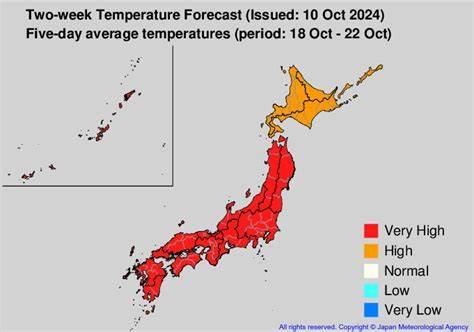 Two-week Temperature Forecast (Issued: 10 Oct 2024)
Five-day average temperatures (period: 18 Oct - 22 Oct)
Very High
High
Normal
Low
Very Low
All rights reserved. Copyright © Japan Meteorological Agency